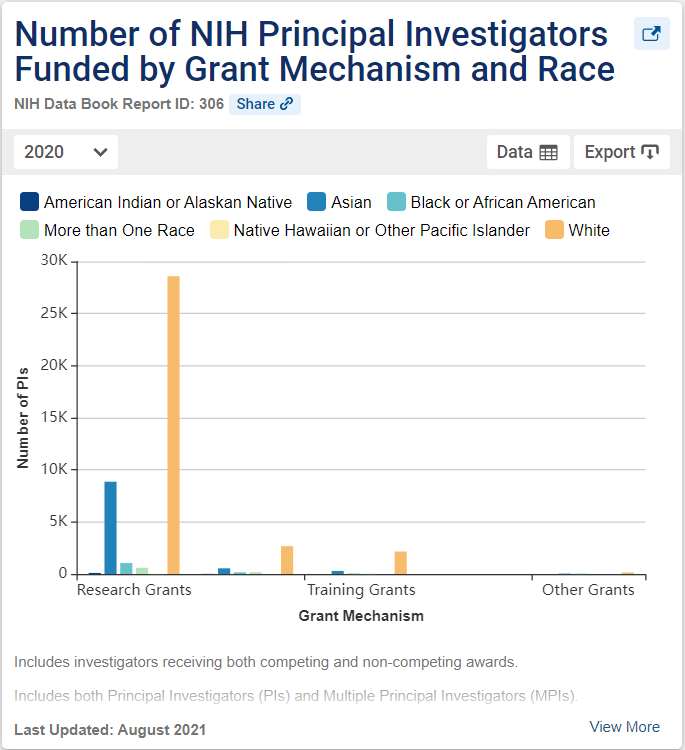 Number of NIH Principal Investigators
Funded by Grant Mechanism and Race
NIH Data Book Report ID: 306 Share
2020 Data Export
American Indian or Alaskan Native Asian Black or African American
More than One Race Native Hawaiian or Other Pacific Islander White
30K
25K
20K
15K
10K
5K
0
Number of PIs
Research Grants Training Grants Other Grants
Grant Mechanism
Includes investigators receiving both competing and non-competing awards.
Includes both Principal Investigators (PIs) and Multiple Principal Investigators (MPIs).
Last Updated: August 2021 View More